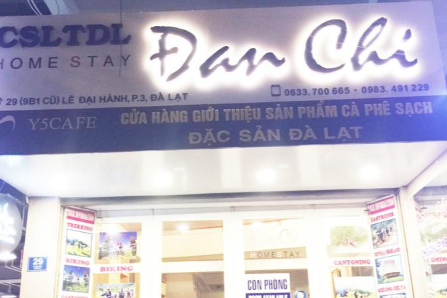 CSLTDL
HOME STAY
Đan Chi
29 (9B1 CŨ) LÊ ĐẠI HÀNH, P.3, ĐÀ LẠT
0633.700 665 - 0983. 491 229
Y5CAFE
CỬA HÀNG GIỚI THIỆU SẢN PHẨM CÀ PHÊ SẠCH
ĐẶC SẢN ĐÀ LẠT
HOME STAY
TREKKING
BIKING
BIKING
CANYONING
CÒN PHÒNG
29